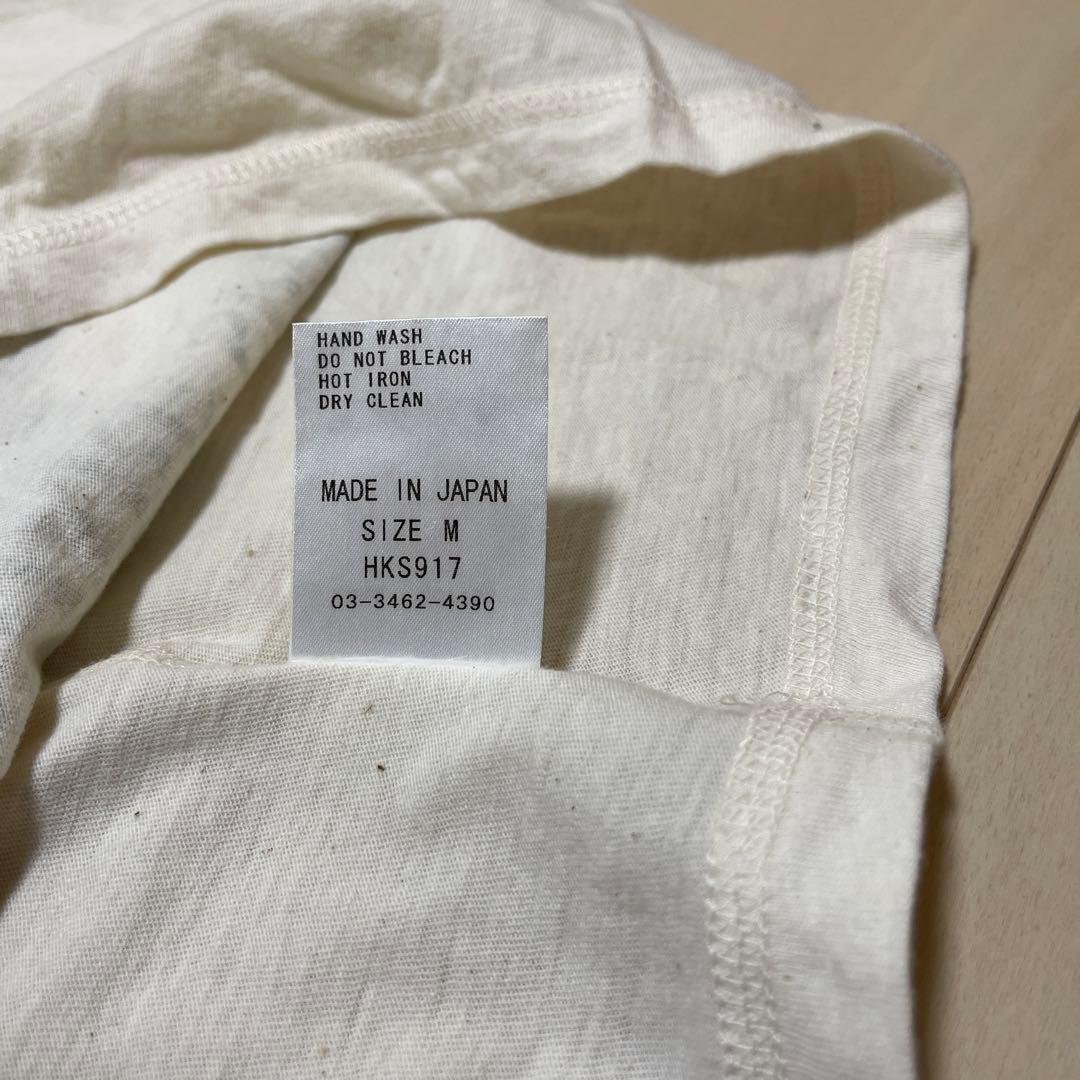 HAND WASH
DO NOT BLEACH
HOT IRON
DRY CLEAN
MADE IN JAPAN
SIZE M
HKS917
03-3462-4390